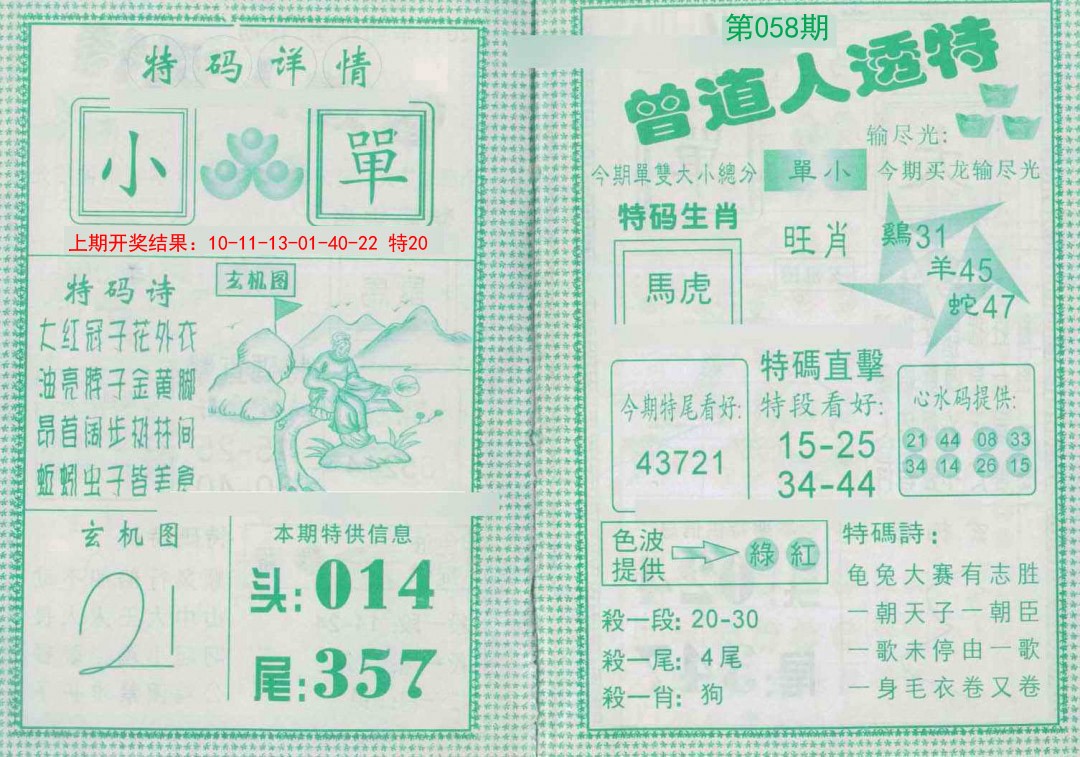 特码详情
小
單
上期开奖结果：10-11-13-01-40-22 特20
特码诗
大红冠子花外衣
油亮脖子金黄脚
昂首阔步
蚯蚓虫子皆美食
玄机图
玄机图
21
本期特供信息
头:014
尾:357
第058期
曾道人透特
输尽光:
今期單雙大小總分
單小
今期买龙输尽光
特码生肖
馬虎
旺肖
鷄31
羊45
蛇47
今期特尾看好:
43721
特碼直擊
特段看好:
15-25
34-44
心水码提供:
21 44 08 33
34 14 26 15
色波
提供
綠 紅
殺一段: 20-30
殺一尾: 4尾
殺一肖: 狗
特碼詩:
龟兔大赛有志胜
一朝天子一朝臣
一歌未停由一歌
一身毛衣卷又卷